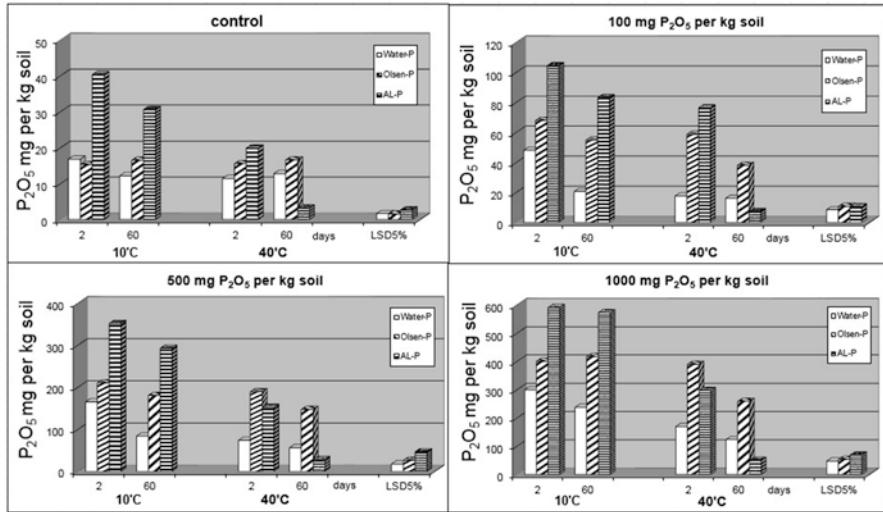 control
P₂O₅ mg per kg soil
50
40
30
20
10
0
Water-P
Olsen-P
AL-P
2 60 2 60 days LSD5%
10°C 40°C
100 mg P₂O₅ per kg soil
P₂O₅ mg per kg soil
120
100
80
60
40
20
0
Water-P
Olsen-P
AL-P
2 60 2 60 days LSD5%
10°C 40°C
500 mg P₂O₅ per kg soil
P₂O₅ mg per kg soil
400
300
200
100
0
Water-P
Olsen-P
AL-P
2 60 2 60 days LSD5%
10°C 40°C
1000 mg P₂O₅ per kg soil
P₂O₅ mg per kg soil
600
500
400
300
200
100
0
Water-P
Olsen-P
AL-P
2 60 2 60 days LSD5%
10°C 40°C